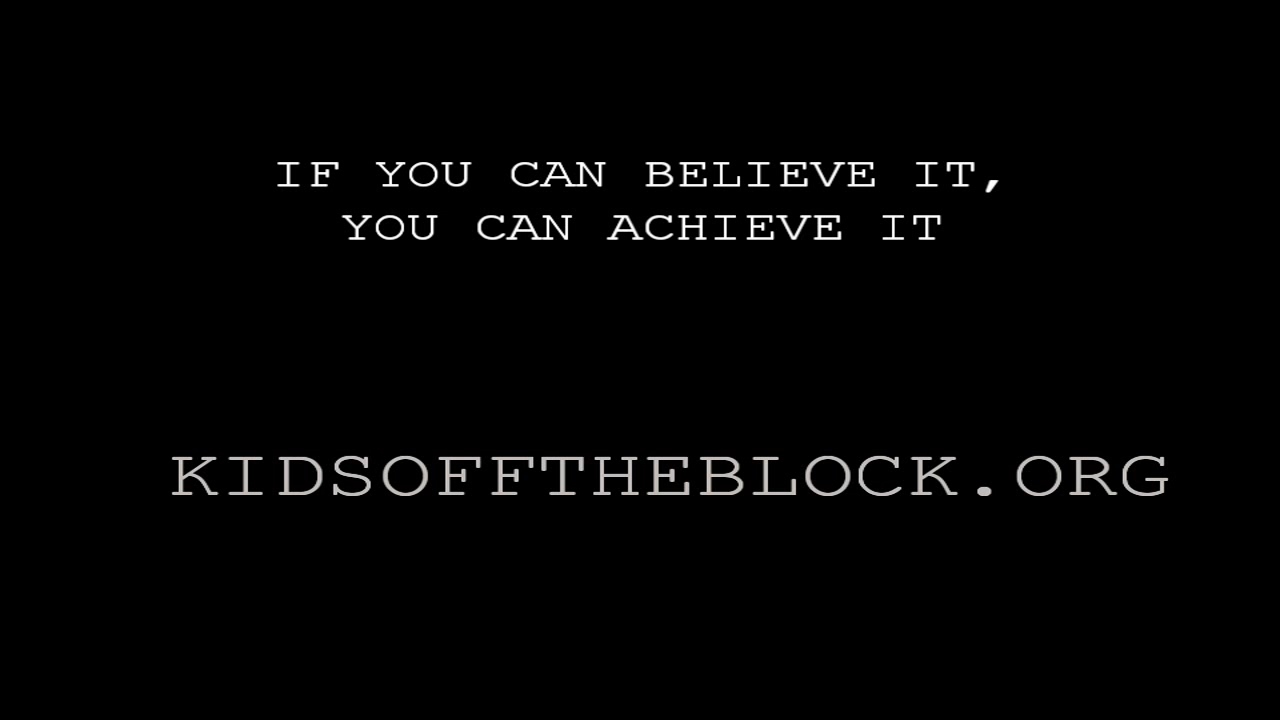 IF YOU CAN BELIEVE IT,
YOU CAN ACHIEVE IT
KIDSOFFTHEBLOCK.ORG